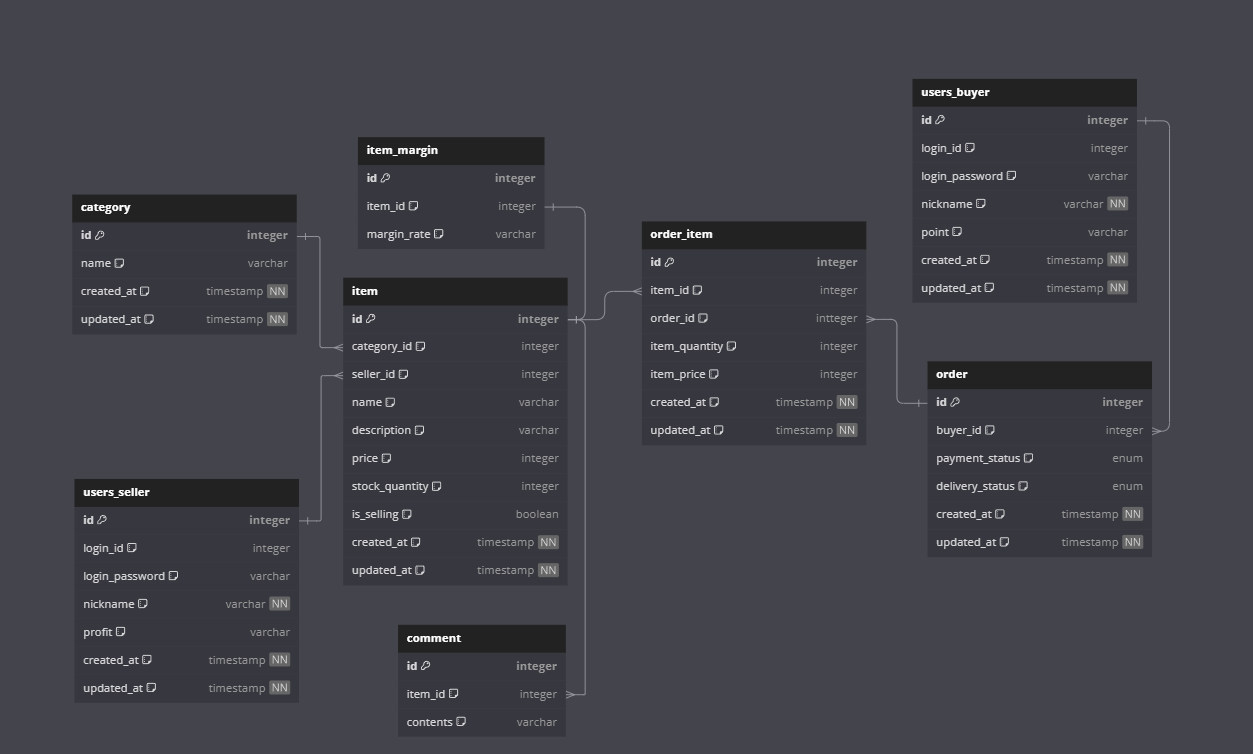 users_buyer
id integer
login_id integer
login_password varchar
nickname varchar NN
point varchar
created_at timestamp NN
updated_at timestamp NN
item_margin
id integer
item_id integer
margin_rate varchar
category
id integer
name varchar
created_at timestamp NN
updated_at timestamp NN
order_item
id integer
item_id integer
order_id intteger
item_quantity integer
item_price integer
created_at timestamp NN
updated_at timestamp NN
item
id integer
category_id integer
seller_id integer
name varchar
description varchar
price integer
stock_quantity integer
is_selling boolean
created_at timestamp NN
updated_at timestamp NN
order
id integer
buyer_id integer
payment_status enum
delivery_status enum
created_at timestamp NN
updated_at timestamp NN
users_seller
id integer
login_id integer
login_password varchar
nickname varchar NN
profit varchar
created_at timestamp NN
updated_at timestamp NN
comment
id integer
item_id integer
contents varchar